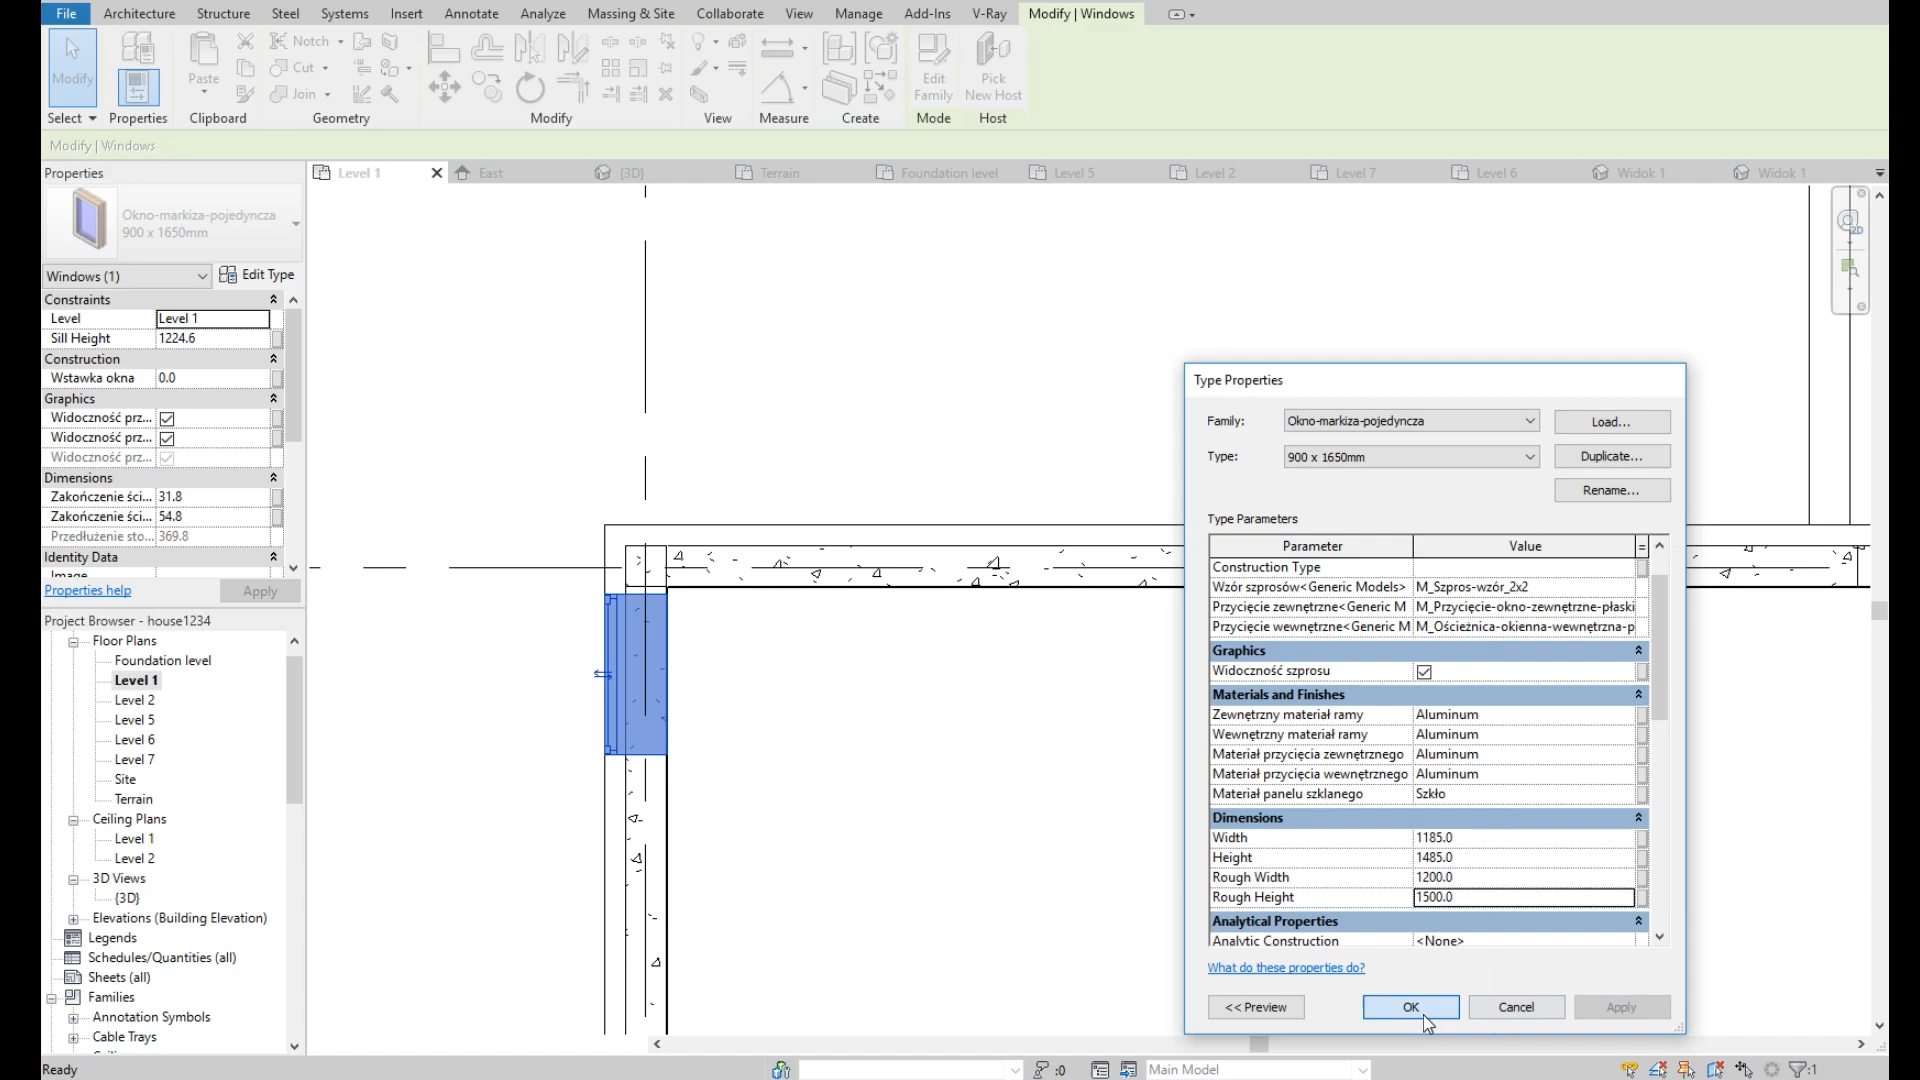 File Architecture Structure Steel Systems Insert Annotate Analyze Massing & Site Collaborate View Manage Add-Ins V-Ray Modify | Windows
Modify
Paste
Notch
Cut
Join
Edit Family
Pick New Host
Select Properties Clipboard Geometry Modify View Measure Create Mode Host
Modify | Windows
Properties
Okno-markiza-pojedyncza
900 x 1650mm
Windows (1) Edit Type
Constraints
Level Level 1
Sill Height 1224.6
Construction
Wstawka okna 0.0
Graphics
Widoczność prz...
Widoczność prz...
Widoczność prz...
Dimensions
Zakończenie ści... 31.8
Zakończenie ści... 54.8
Przedłużenie sto... 369.8
Identity Data
Properties help Apply
Project Browser - house1234
Floor Plans
Foundation level
Level 1
Level 2
Level 5
Level 6
Level 7
Site
Terrain
Ceiling Plans
Level 1
Level 2
3D Views
{3D}
Elevations (Building Elevation)
Legends
Schedules/Quantities (all)
Sheets (all)
Families
Annotation Symbols
Cable Trays
Level 1 East {3D} Terrain Foundation level Level 5 Level 2 Level 7 Level 6 Widok 1 Widok 1
2D
Type Properties
Family: Okno-markiza-pojedyncza Load...
Type: 900 x 1650mm Duplicate...
Rename...
Type Parameters
Parameter Value =
Construction Type
Wzór szprosów<Generic Models> M_Szpros-wzór_2x2
Przycięcie zewnętrzne<Generic M M_Przycięcie-okno-zewnętrzne-płaski
Przycięcie wewnętrzne<Generic M M_Ościeżnica-okienna-wewnętrzna-p
Graphics
Widoczność szprosu
Materials and Finishes
Zewnętrzny materiał ramy Aluminum
Wewnętrzny materiał ramy Aluminum
Materiał przycięcia zewnętrznego Aluminum
Materiał przycięcia wewnętrznego Aluminum
Materiał panelu szklanego Szkło
Dimensions
Width 1185.0
Height 1485.0
Rough Width 1200.0
Rough Height 1500.0
Analytical Properties
Analytic Construction <None>
What do these properties do?
<< Preview OK Cancel Apply
Ready :0 Main Model :1